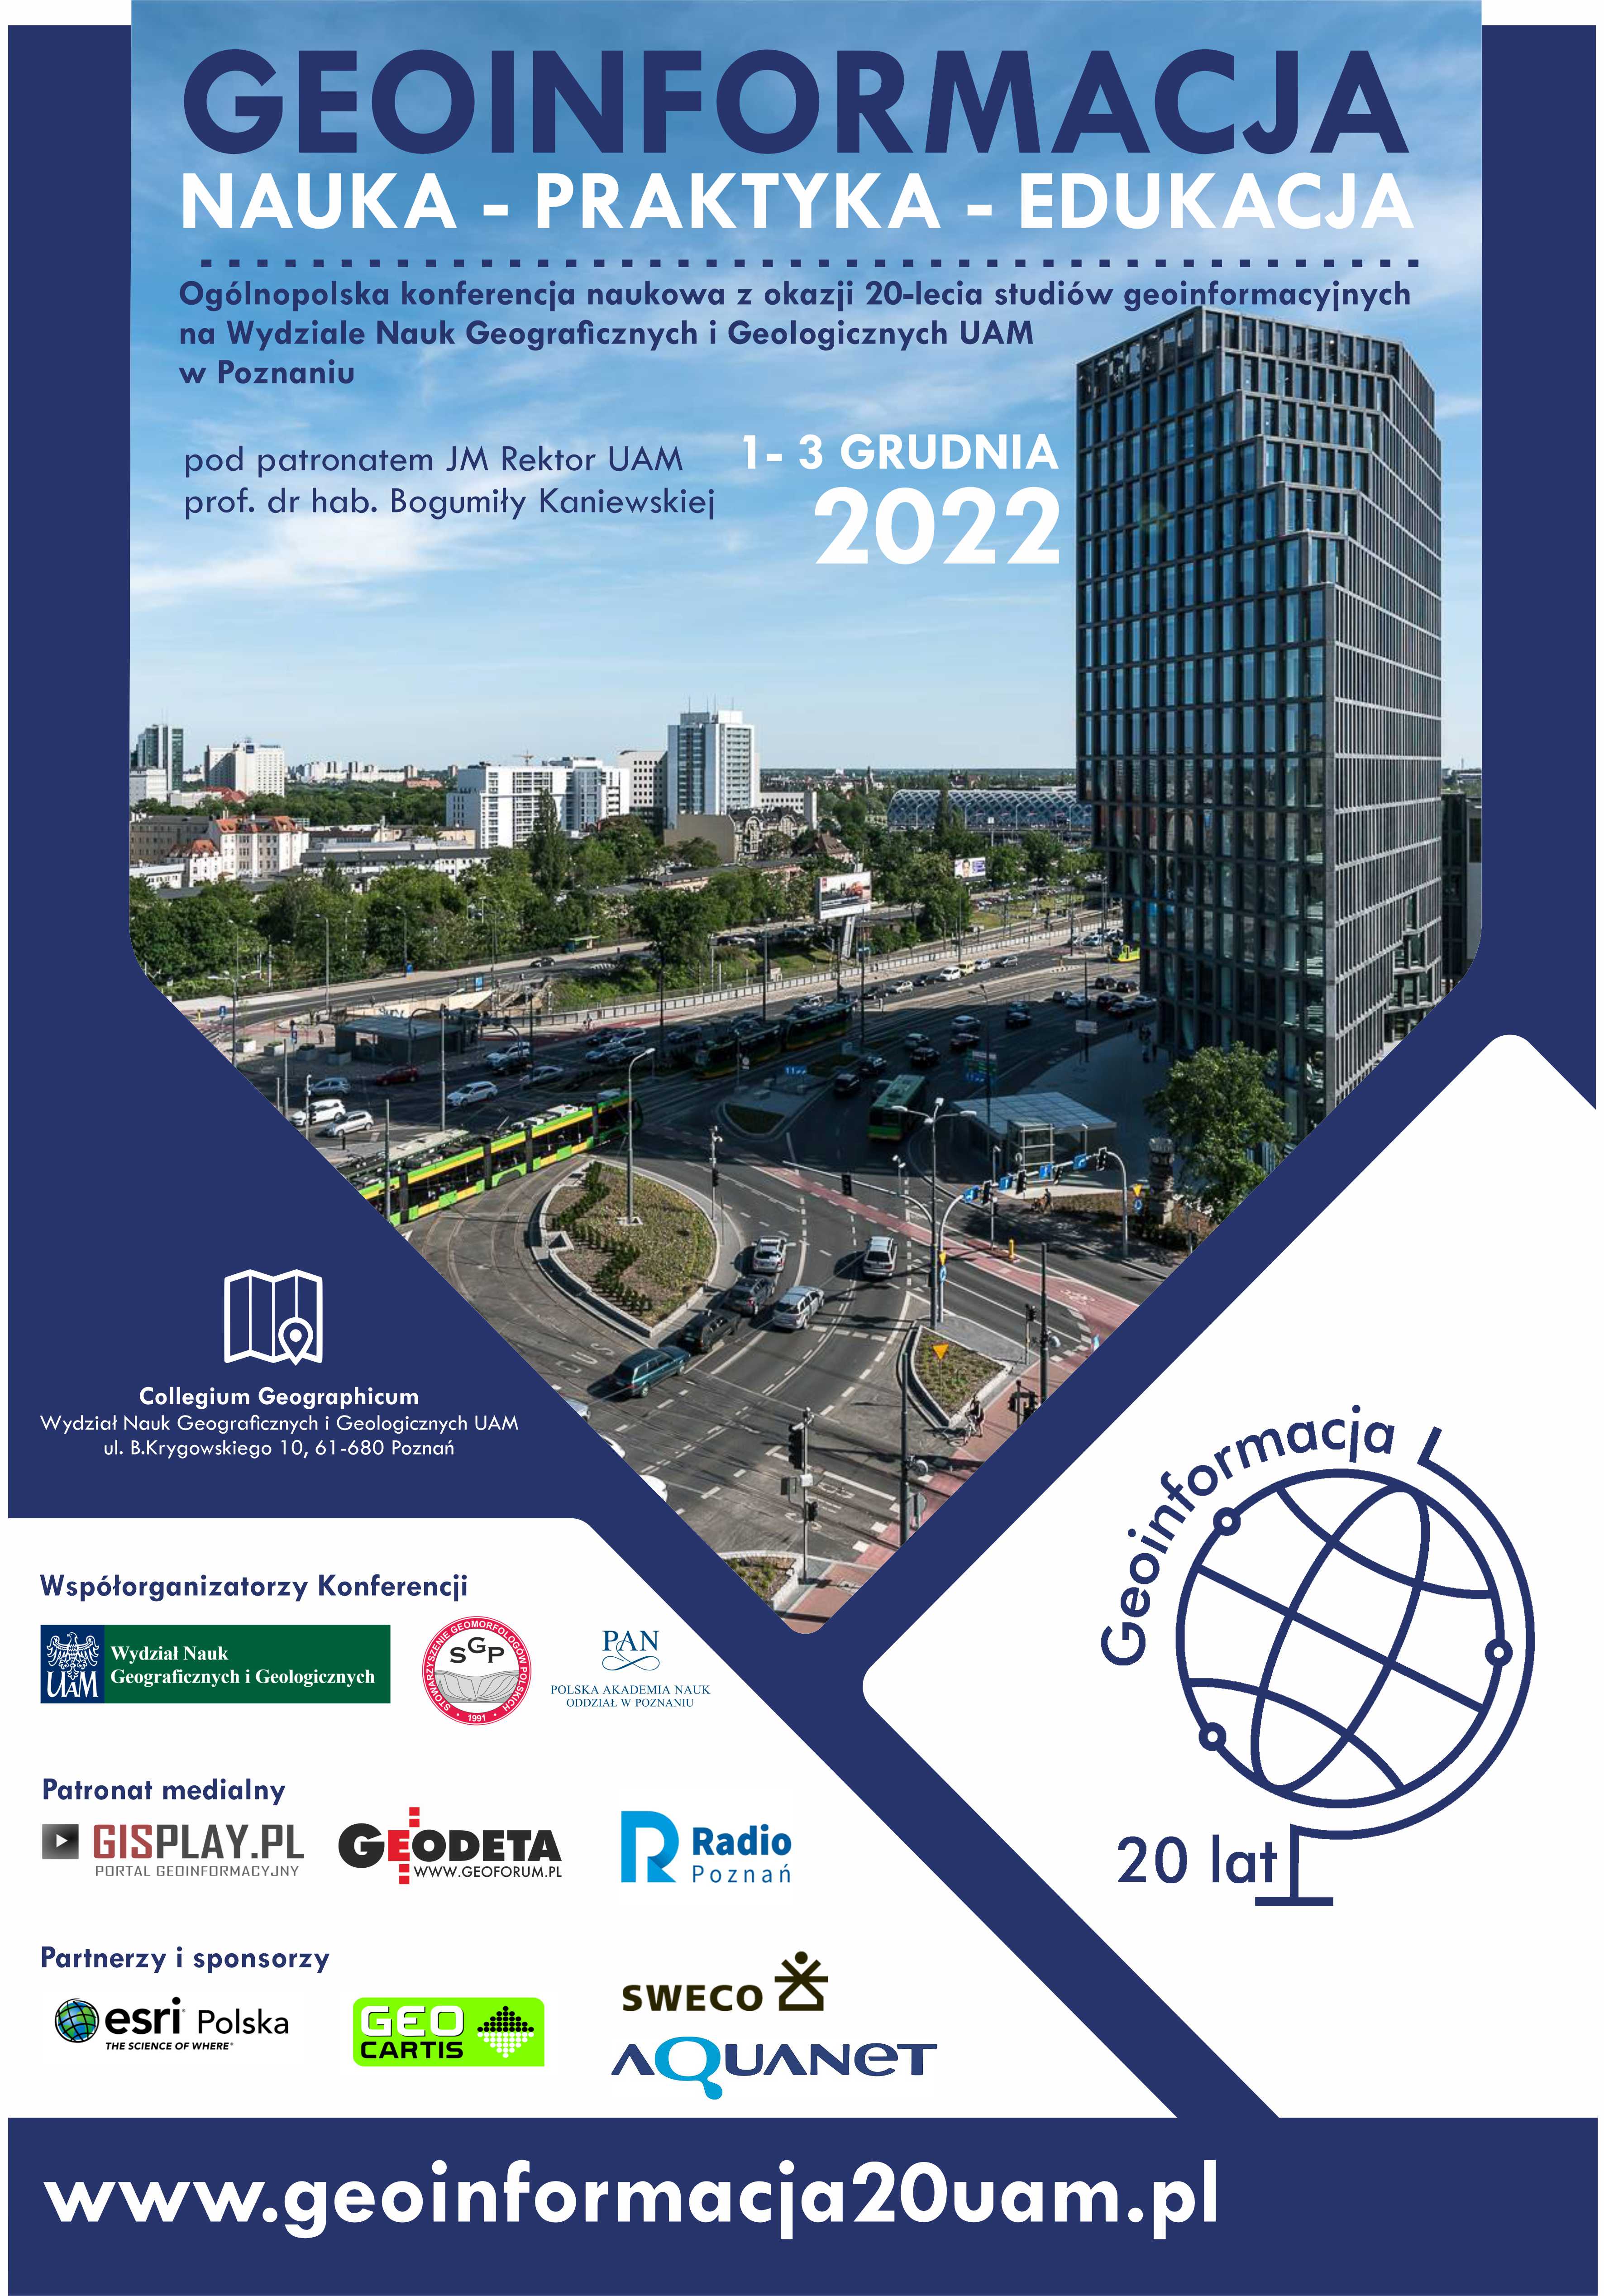 GEOINFORMACJA
NAUKA - PRAKTYKA - EDUKACJA
Ogólnopolska konferencja naukowa z okazji 20-lecia studiów geoinformacyjnych
na Wydziale Nauk Geograficznych i Geologicznych UAM
w Poznaniu
pod patronatem JM Rektor UAM
prof. dr hab. Bogumiły Kaniewskiej
1- 3 GRUDNIA
2022
Collegium Geographicum
Wydział Nauk Geograficznych i Geologicznych UAM
ul. B.Krygowskiego 10, 61-680 Poznań
Geoinformacja
20 lat
Współorganizatorzy Konferencji
UAM
Wydział Nauk
Geograficznych i Geologicznych
STOWARZYSZENIE GEOMORFOLOGÓW POLSKICH
SGP
• 1991 •
PAN
POLSKA AKADEMIA NAUK
ODDZIAŁ W POZNANIU
Patronat medialny
GISPLAY.PL
PORTAL GEOINFORMACYJNY
GEODETA
WWW.GEOFORUM.PL
Radio
Poznań
Partnerzy i sponsorzy
esri Polska
THE SCIENCE OF WHERE®
GEO
CARTIS
SWECO
AQUANET
www.geoinformacja20uam.pl